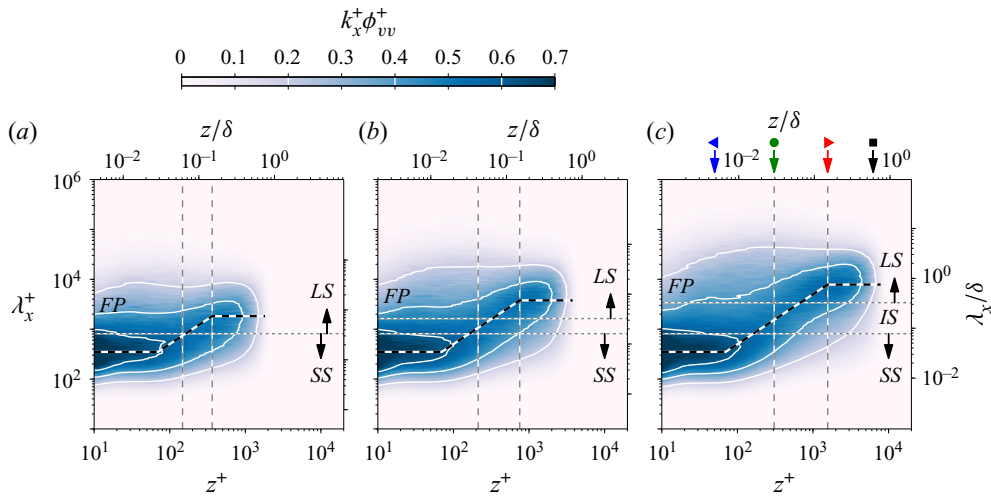 k_x^+ϕ_{vv}^+
0 0.1 0.2 0.3 0.4 0.5 0.6 0.7
(a) z/δ (b) z/δ (c) z/δ
10^{−2} 10^{−1} 10^0 10^{−2} 10^{−1} 10^0 10^{−2} 10^0
10^6
10^4
10^2
λ_x^+
FP LS SS
FP LS SS
FP LS IS SS
10^0
10^{−2}
λ_x/δ
10^1 10^2 10^3 10^4 10^1 10^2 10^3 10^4 10^1 10^2 10^3 10^4
z^+ z^+ z^+